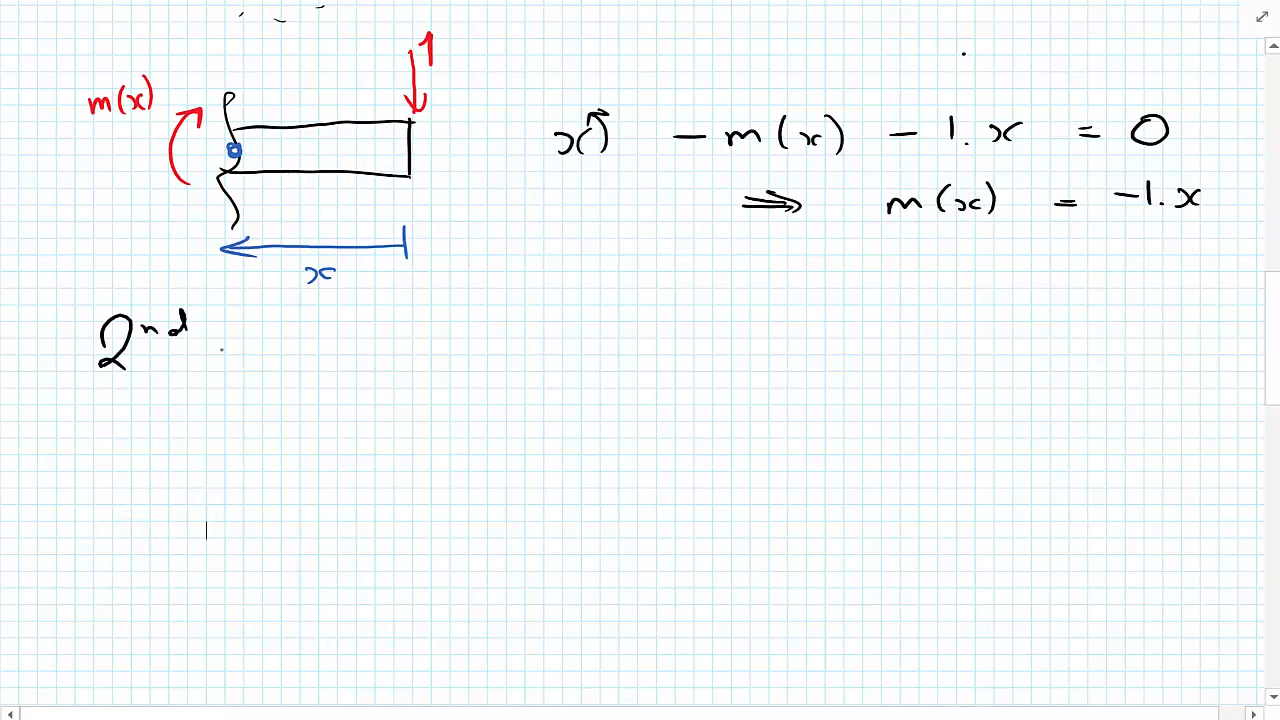 1
m(x)
x↷ - m(x) - 1.x = 0
⇒ m(x) = -1.x
x
2nd